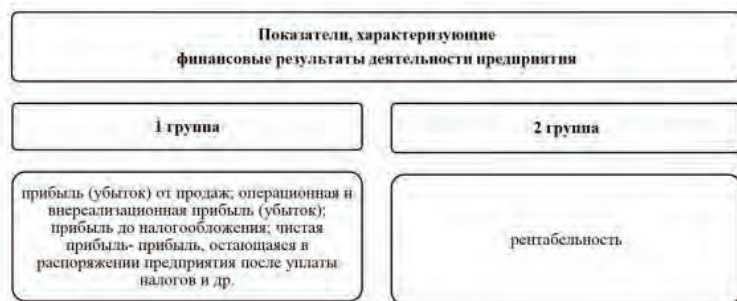 Показатели, характеризующие
финансовые результаты деятельности предприятия
1 группа
2 группа
прибыль (убыток) от продаж; операционная и
внереализационная прибыль (убыток);
прибыль до налогообложения; чистая
прибыль- прибыль, остающаяся в
распоряжении предприятия после уплаты
налогов и др.
рентабельность